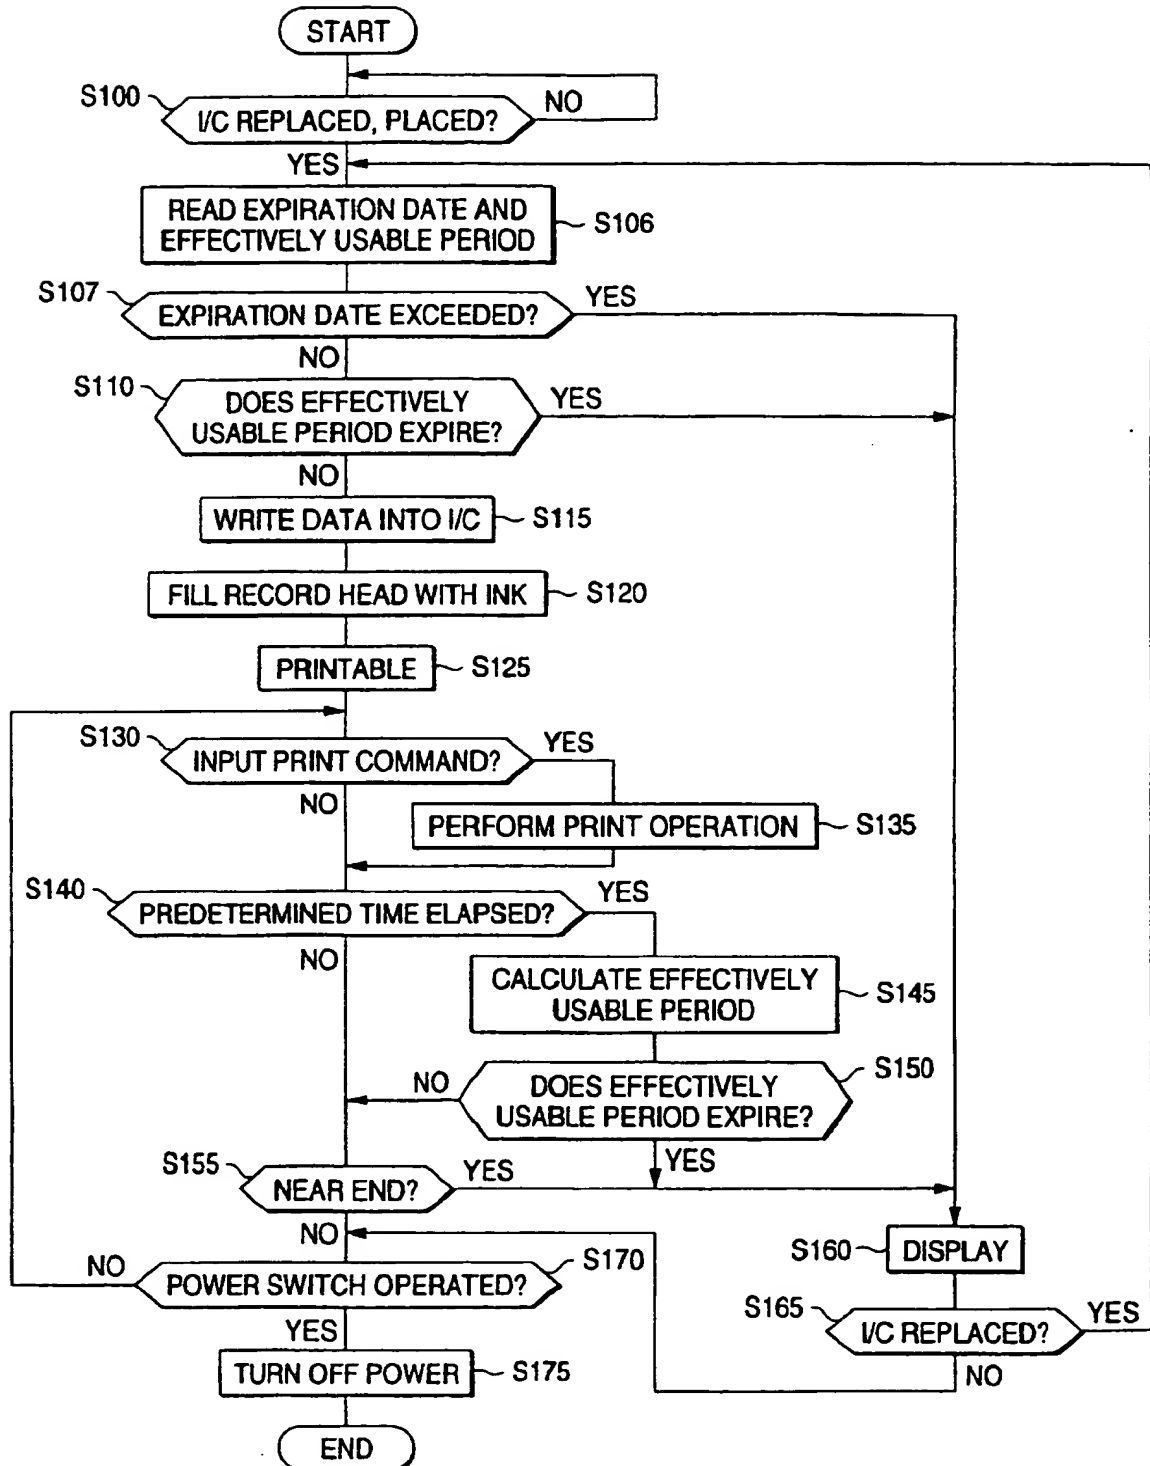 START
S100
I/C REPLACED, PLACED?
NO
YES
READ EXPIRATION DATE AND
EFFECTIVELY USABLE PERIOD
S106
S107
EXPIRATION DATE EXCEEDED?
YES
NO
S110
DOES EFFECTIVELY
USABLE PERIOD EXPIRE?
YES
NO
WRITE DATA INTO I/C
S115
FILL RECORD HEAD WITH INK
S120
PRINTABLE
S125
S130
INPUT PRINT COMMAND?
YES
NO
PERFORM PRINT OPERATION
S135
S140
PREDETERMINED TIME ELAPSED?
YES
NO
CALCULATE EFFECTIVELY
USABLE PERIOD
S145
S150
NO
DOES EFFECTIVELY
USABLE PERIOD EXPIRE?
YES
S155
NEAR END?
YES
NO
S160
DISPLAY
S170
NO
POWER SWITCH OPERATED?
YES
S165
I/C REPLACED?
YES
NO
TURN OFF POWER
S175
END